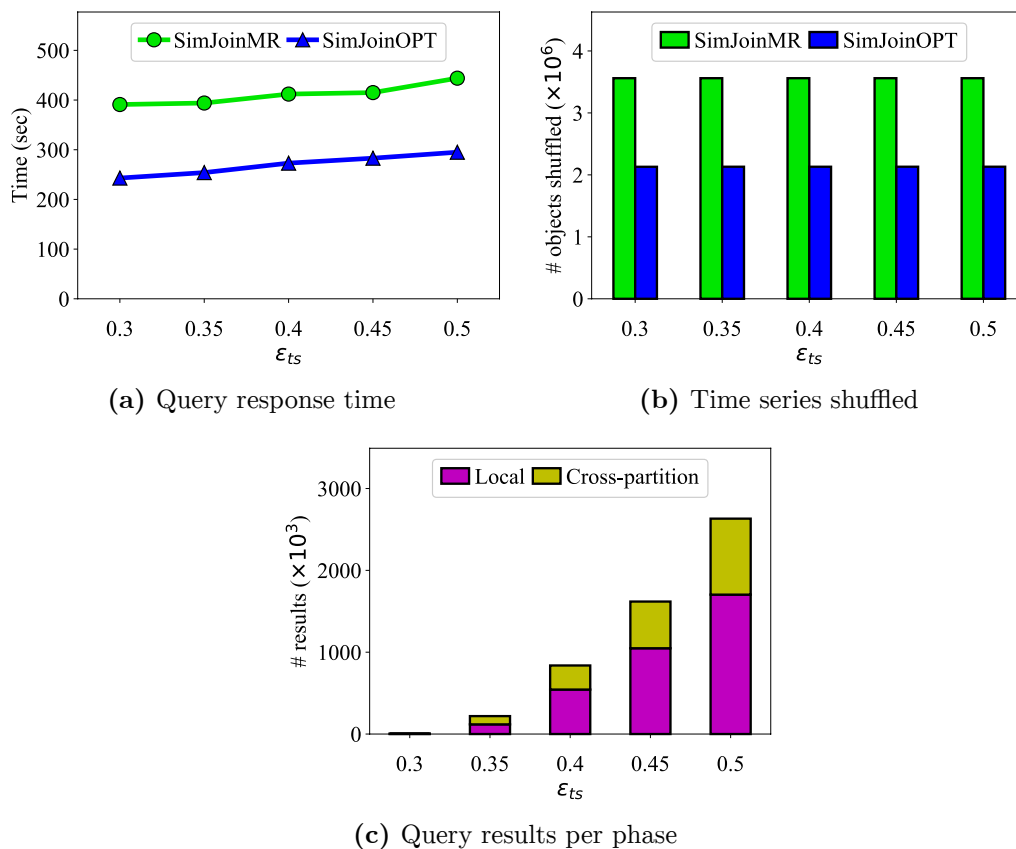 SimJoinMR SimJoinOPT
500
400
300
200
100
0
Time (sec)
0.3 0.35 0.4 0.45 0.5
ε_ts
(a) Query response time
SimJoinMR SimJoinOPT
4
3
2
1
0
# objects shuffled (×10⁶)
0.3 0.35 0.4 0.45 0.5
ε_ts
(b) Time series shuffled
Local Cross-partition
3000
2000
1000
0
# results (×10³)
0.3 0.35 0.4 0.45 0.5
ε_ts
(c) Query results per phase